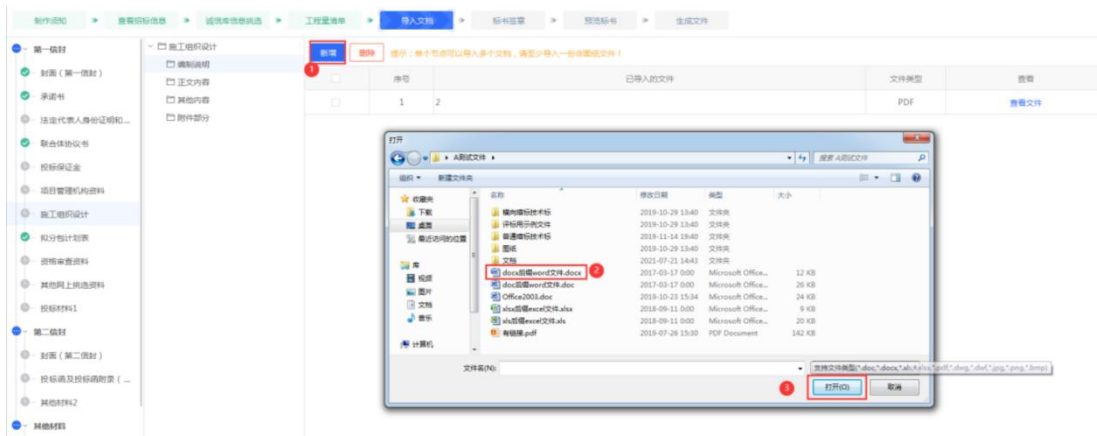 制作须知 查看招标信息 诚信库信息挑选 工程量清单 导入文档 标书签章 预览标书 生成文件
第一信封
封面（第一信封）
承诺书
法定代表人身份证明和...
联合体协议书
投标保证金
项目管理机构资料
施工组织设计
拟分包计划表
资格审查资料
其他网上挑选资料
投标材料1
第二信封
封面（第二信封）
投标函及投标函附录（ ...
其他材料2
其他材料
施工组织设计
编制说明
正文内容
其他内容
附件部分
新增 删除 提示：单个节点可以导入多个文档，请至少导入一份非图纸文件！
1
序号 已导入的文件 文件类型 查看
1 2 PDF 查看文件
打开
A测试文件
搜索 A测试文件
组织 新建文件夹
收藏夹
下载
桌面
最近访问的位置
库
视频
图片
文档
音乐
计算机
名称 修改日期 类型 大小
横向暗标技术标 2019-10-29 13:40 文件夹
评标用示例文件 2019-10-29 13:40 文件夹
普通暗标技术标 2019-11-14 19:40 文件夹
图纸 2019-10-29 13:40 文件夹
文档 2021-07-21 14:43 文件夹
docx后缀word文件.docx 2017-03-17 0:00 Microsoft Office... 12 KB
2
doc后缀word文件.doc 2017-03-17 0:00 Microsoft Office... 26 KB
Office2003.doc 2019-10-23 15:34 Microsoft Office... 24 KB
xlsx后缀excel文件.xlsx 2018-09-11 0:00 Microsoft Office... 9 KB
xls后缀excel文件.xls 2018-09-11 0:00 Microsoft Office... 20 KB
有链接.pdf 2019-07-26 15:30 PDF Document 142 KB
文件名(N):
支持文件类型(*.doc,*.docx,*.xls,*.xlsx,*.pdf,*.dwg,*.dwf,*.jpg,*.png,*.bmp)
3
打开(O) 取消